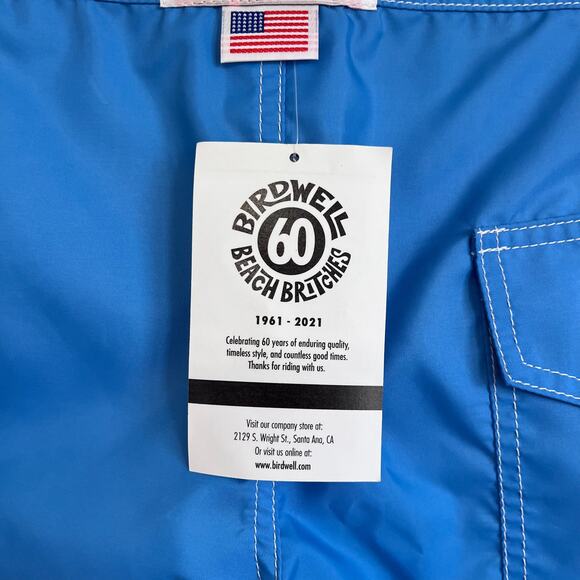 BIRDWELL
60
BEACH BRITCHES
1961 - 2021
Celebrating 60 years of enduring quality,
timeless style, and countless good times.
Thanks for riding with us.
Visit our company store at:
2129 S. Wright St., Santa Ana, CA
Or visit us online at:
www.birdwell.com